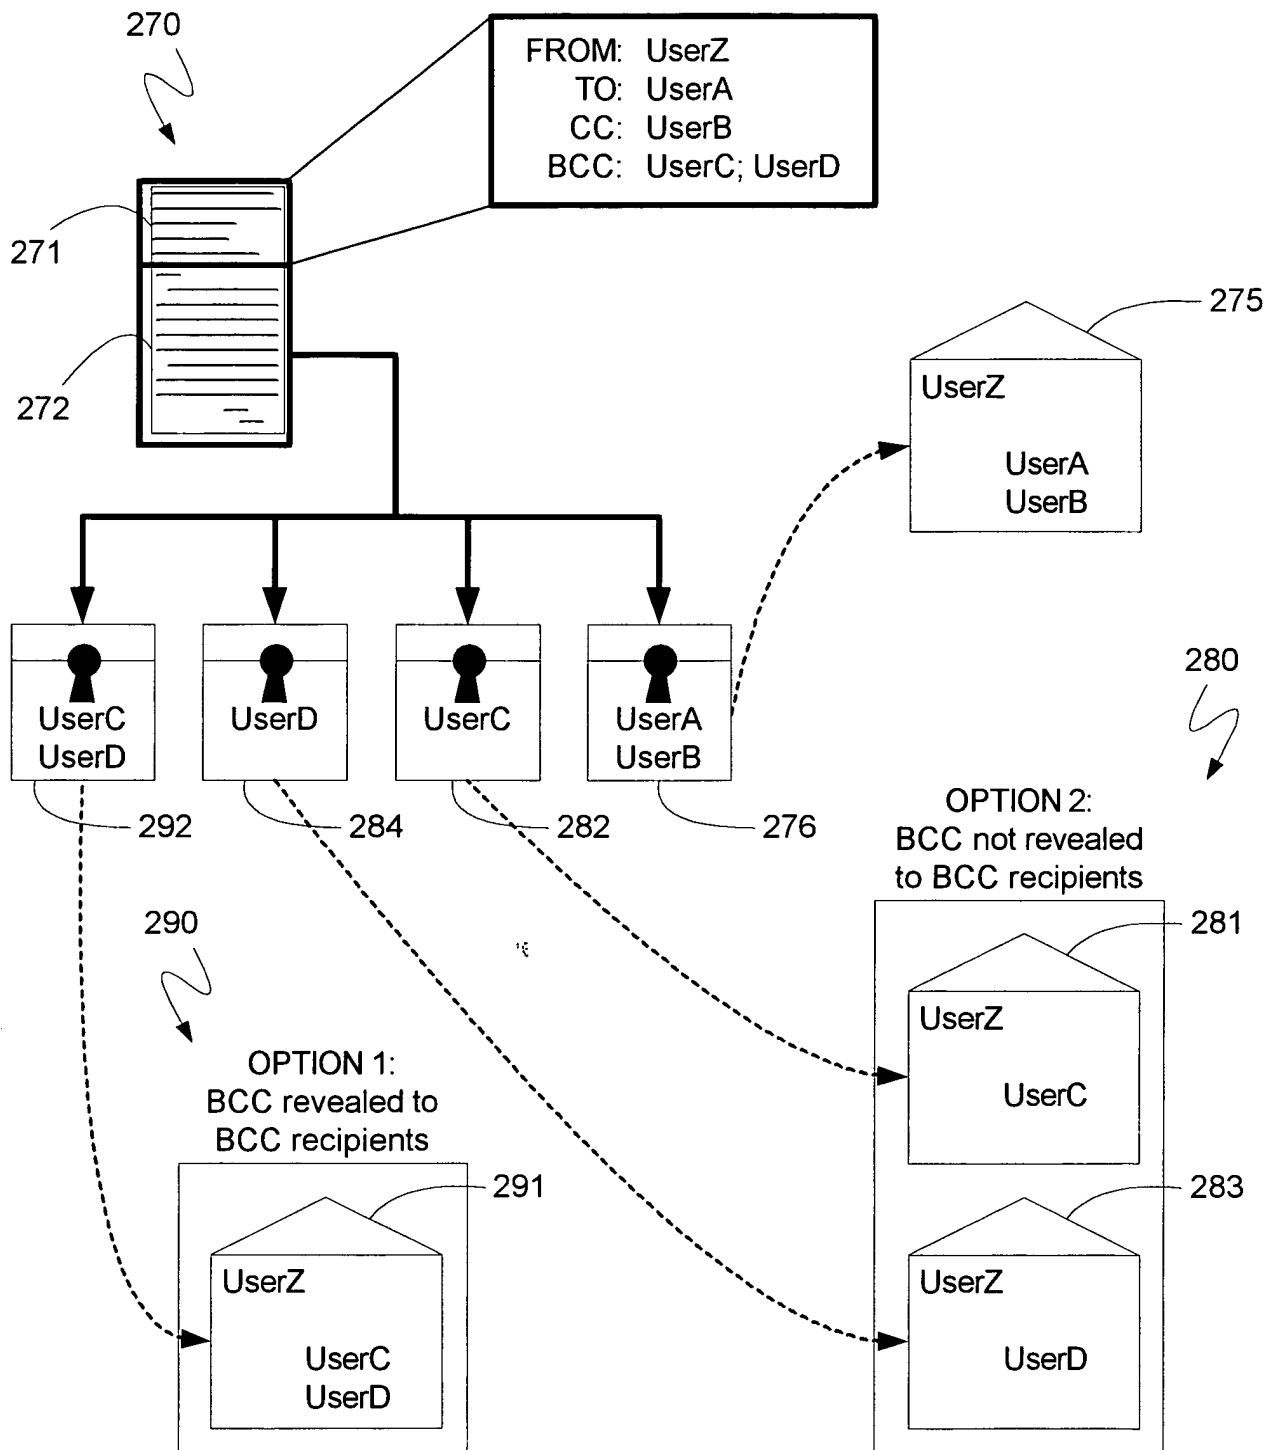 270
FROM: UserZ
TO: UserA
CC: UserB
BCC: UserC; UserD
271
272
275
UserZ
UserA
UserB
UserC
UserD
UserD
UserC
UserA
UserB
292
284
282
276
280
OPTION 2:
BCC not revealed
to BCC recipients
290
281
UserZ
UserC
OPTION 1:
BCC revealed to
BCC recipients
291
UserZ
UserC
UserD
283
UserZ
UserD